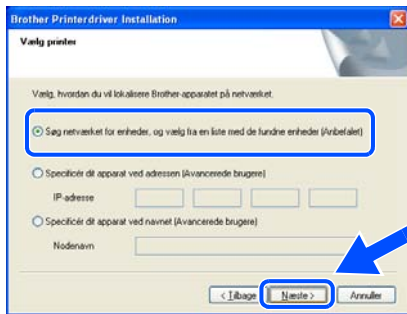 Brother Printerdriver Installation
Vælg printer
Vælg, hvordan du vil lokalisere Brother-apparatet på netværket.
Søg netværket for enheder, og vælg fra en liste med de fundne enheder (Anbefalet)
Specificér dit apparat ved adressen (Avancerede brugere)
IP-adresse
Specificér dit apparat ved navnet (Avancerede brugere)
Nodenavn
< Tilbage Næste > Annuller